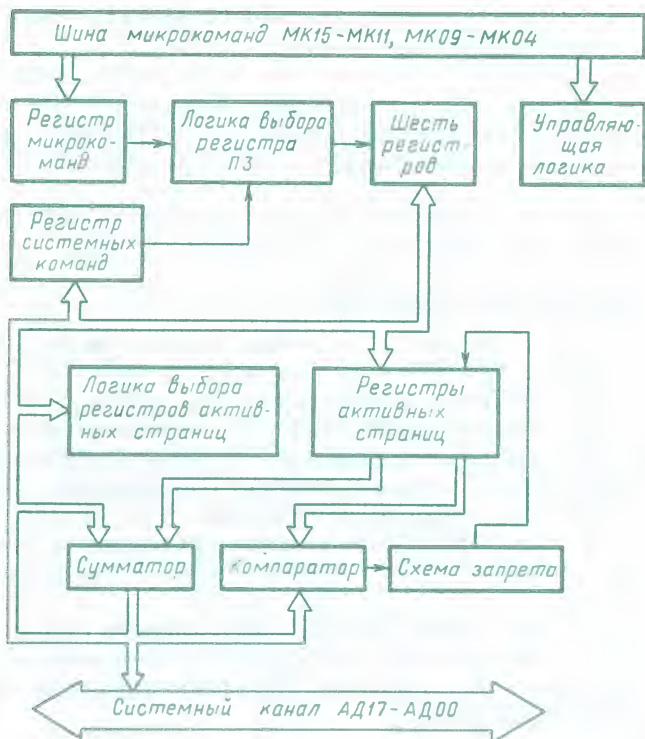 Шина микрокоманд МК15-МК11, МК09-МК04
Регистр
микроко-
манд
Логика выбора
регистра
ПЗ
Шесть
регист-
ров
Управляю-
щая
логика
Регистр
системных
команд
Логика выбора
регистров актив-
ных страниц
Регистры
активных
страниц
Сумматор
Компаратор
Схема запрета
Системный канал АД17-АД00